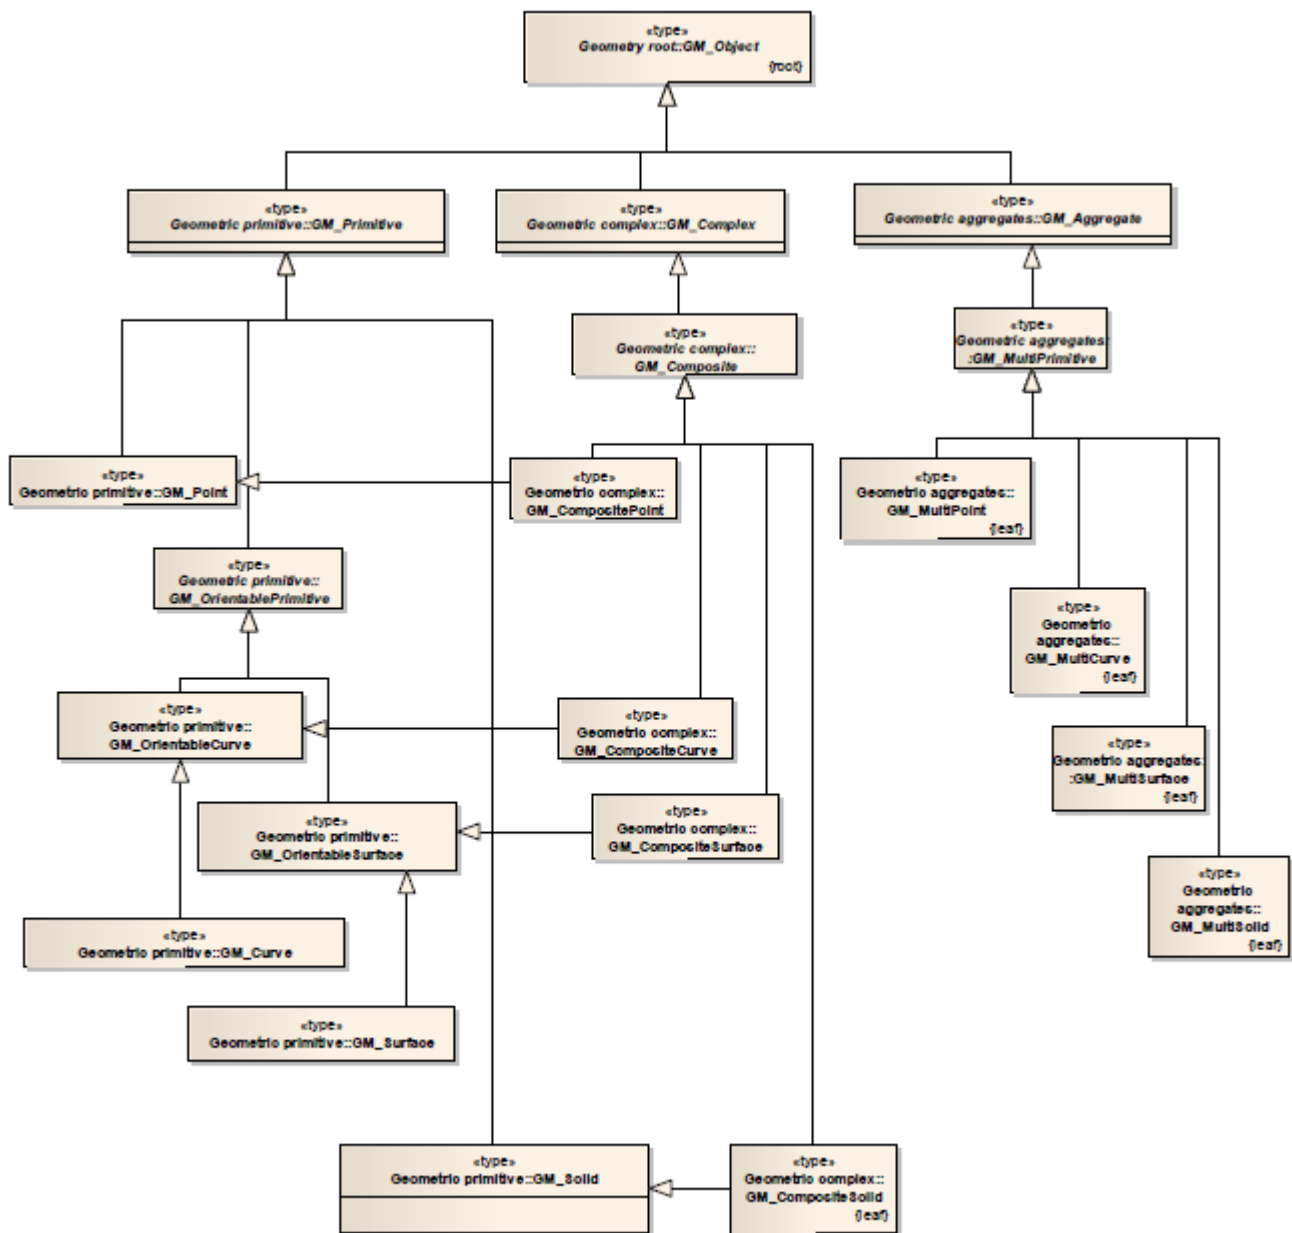 «type»
Geometry root::GM_Object
{root}
«type»
Geometric primitive::GM_Primitive
«type»
Geometric complex::GM_Complex
«type»
Geometric aggregates::GM_Aggregate
«type»
Geometric complex::
GM_Composite
«type»
Geometric aggregates:
:GM_MultiPrimitive
«type»
Geometric primitive::GM_Point
«type»
Geometric complex::
GM_CompositePoint
«type»
Geometric aggregates::
GM_MultiPoint
{leaf}
«type»
Geometric primitive::
GM_OrientablePrimitive
«type»
Geometric
aggregates::
GM_MultiCurve
{leaf}
«type»
Geometric primitive::
GM_OrientableCurve
«type»
Geometric complex::
GM_CompositeCurve
«type»
Geometric aggregates:
:GM_MultiSurface
{leaf}
«type»
Geometric primitive::
GM_OrientableSurface
«type»
Geometric complex::
GM_CompositeSurface
«type»
Geometric
aggregates::
GM_MultiSolid
{leaf}
«type»
Geometric primitive::GM_Curve
«type»
Geometric primitive::GM_Surface
«type»
Geometric primitive::GM_Solid
«type»
Geometric complex::
GM_CompositeSolid
{leaf}